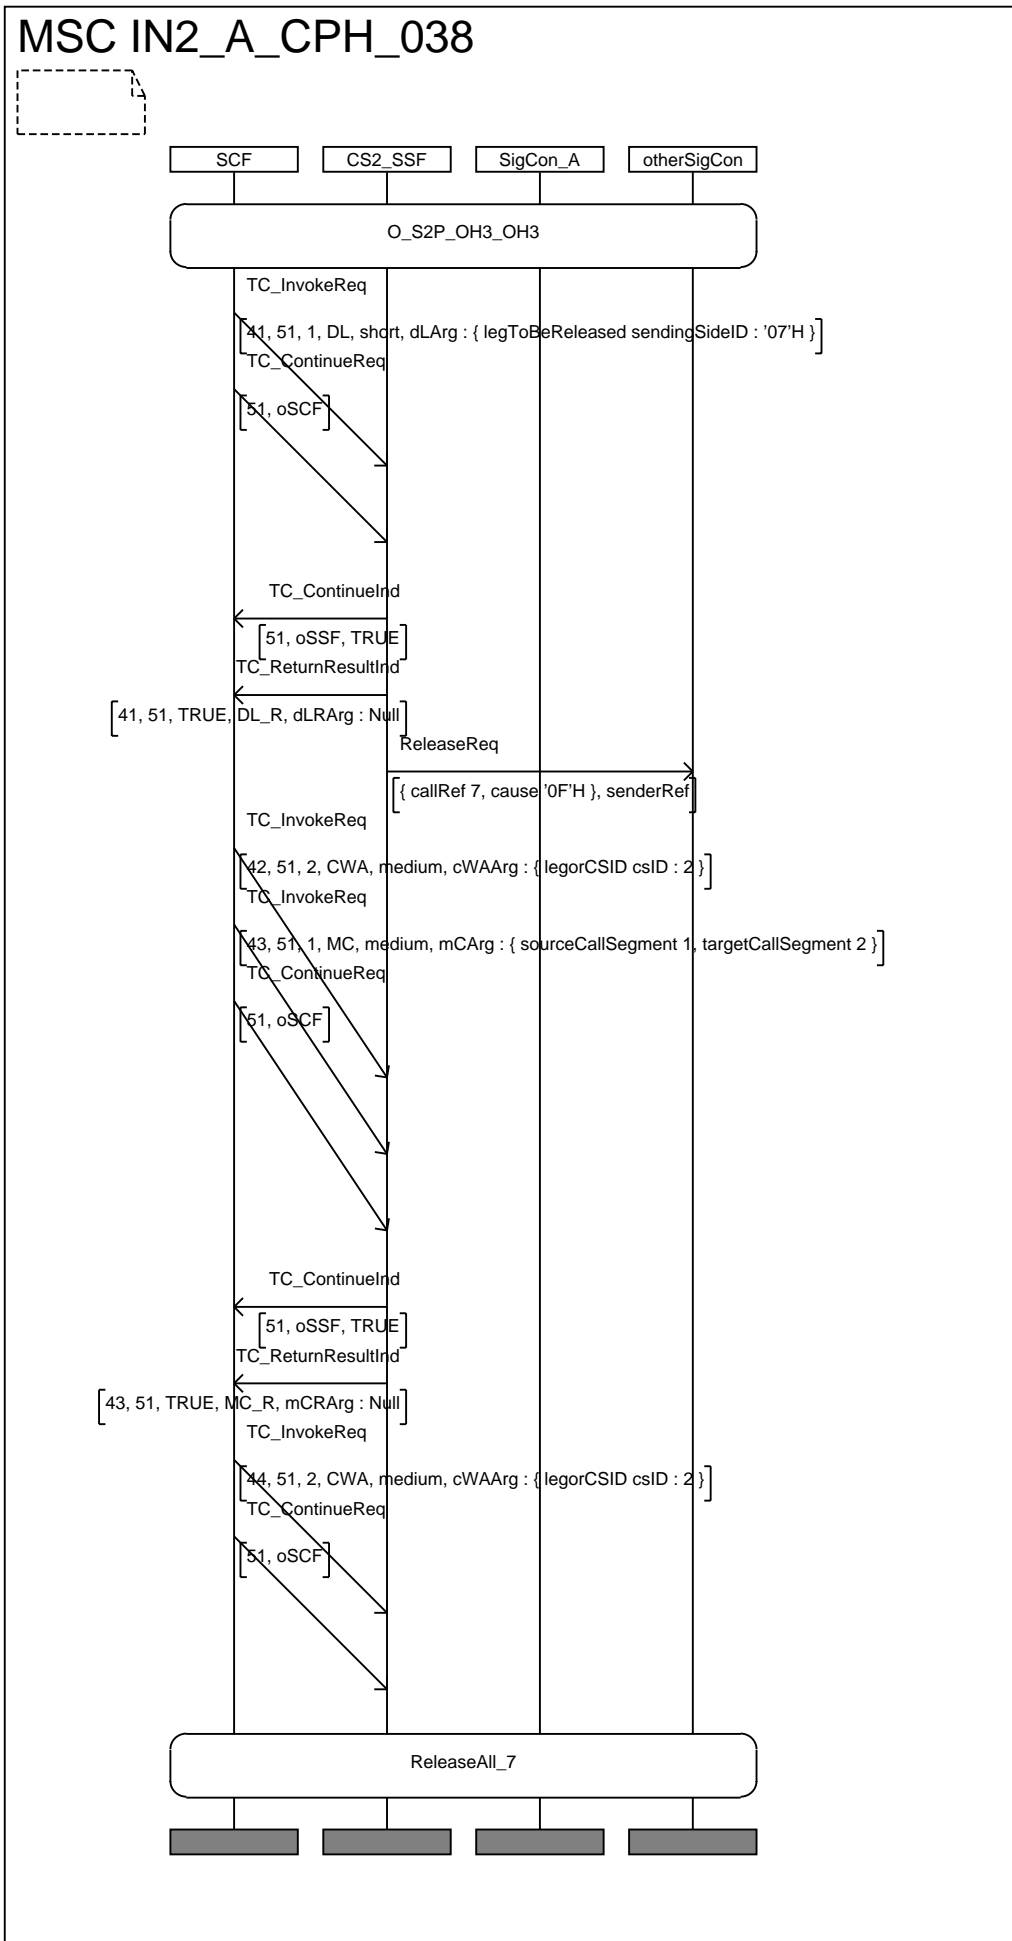 MSC IN2_A_CPH_038
SCF
CS2_SSF
SigCon_A
otherSigCon
O_S2P_OH3_OH3
TC_InvokeReq
41, 51, 1, DL, short, dLArg : { legToBeReleased sendingSideID : '07'H }
TC_ContinueReq
51, oSCF
TC_ContinueInd
51, oSSF, TRUE
TC_ReturnResultInd
41, 51, TRUE, DL_R, dLRArg : Null
ReleaseReq
{ callRef 7, cause '0F'H }, senderRef
TC_InvokeReq
42, 51, 2, CWA, medium, cWAArg : { legorCSID csID : 2 }
TC_InvokeReq
43, 51, 1, MC, medium, mCArg : { sourceCallSegment 1, targetCallSegment 2 }
TC_ContinueReq
51, oSCF
TC_ContinueInd
51, oSSF, TRUE
TC_ReturnResultInd
43, 51, TRUE, MC_R, mCRArg : Null
TC_InvokeReq
44, 51, 2, CWA, medium, cWAArg : { legorCSID csID : 2 }
TC_ContinueReq
51, oSCF
ReleaseAll_7